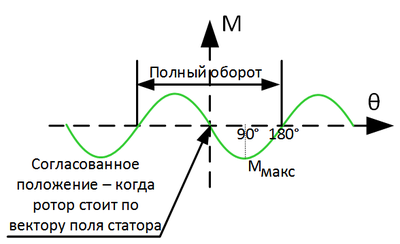 M
Полный оборот
θ
90° 180°
Mмакс
Согласованное
положение – когда
ротор стоит по
вектору поля статора